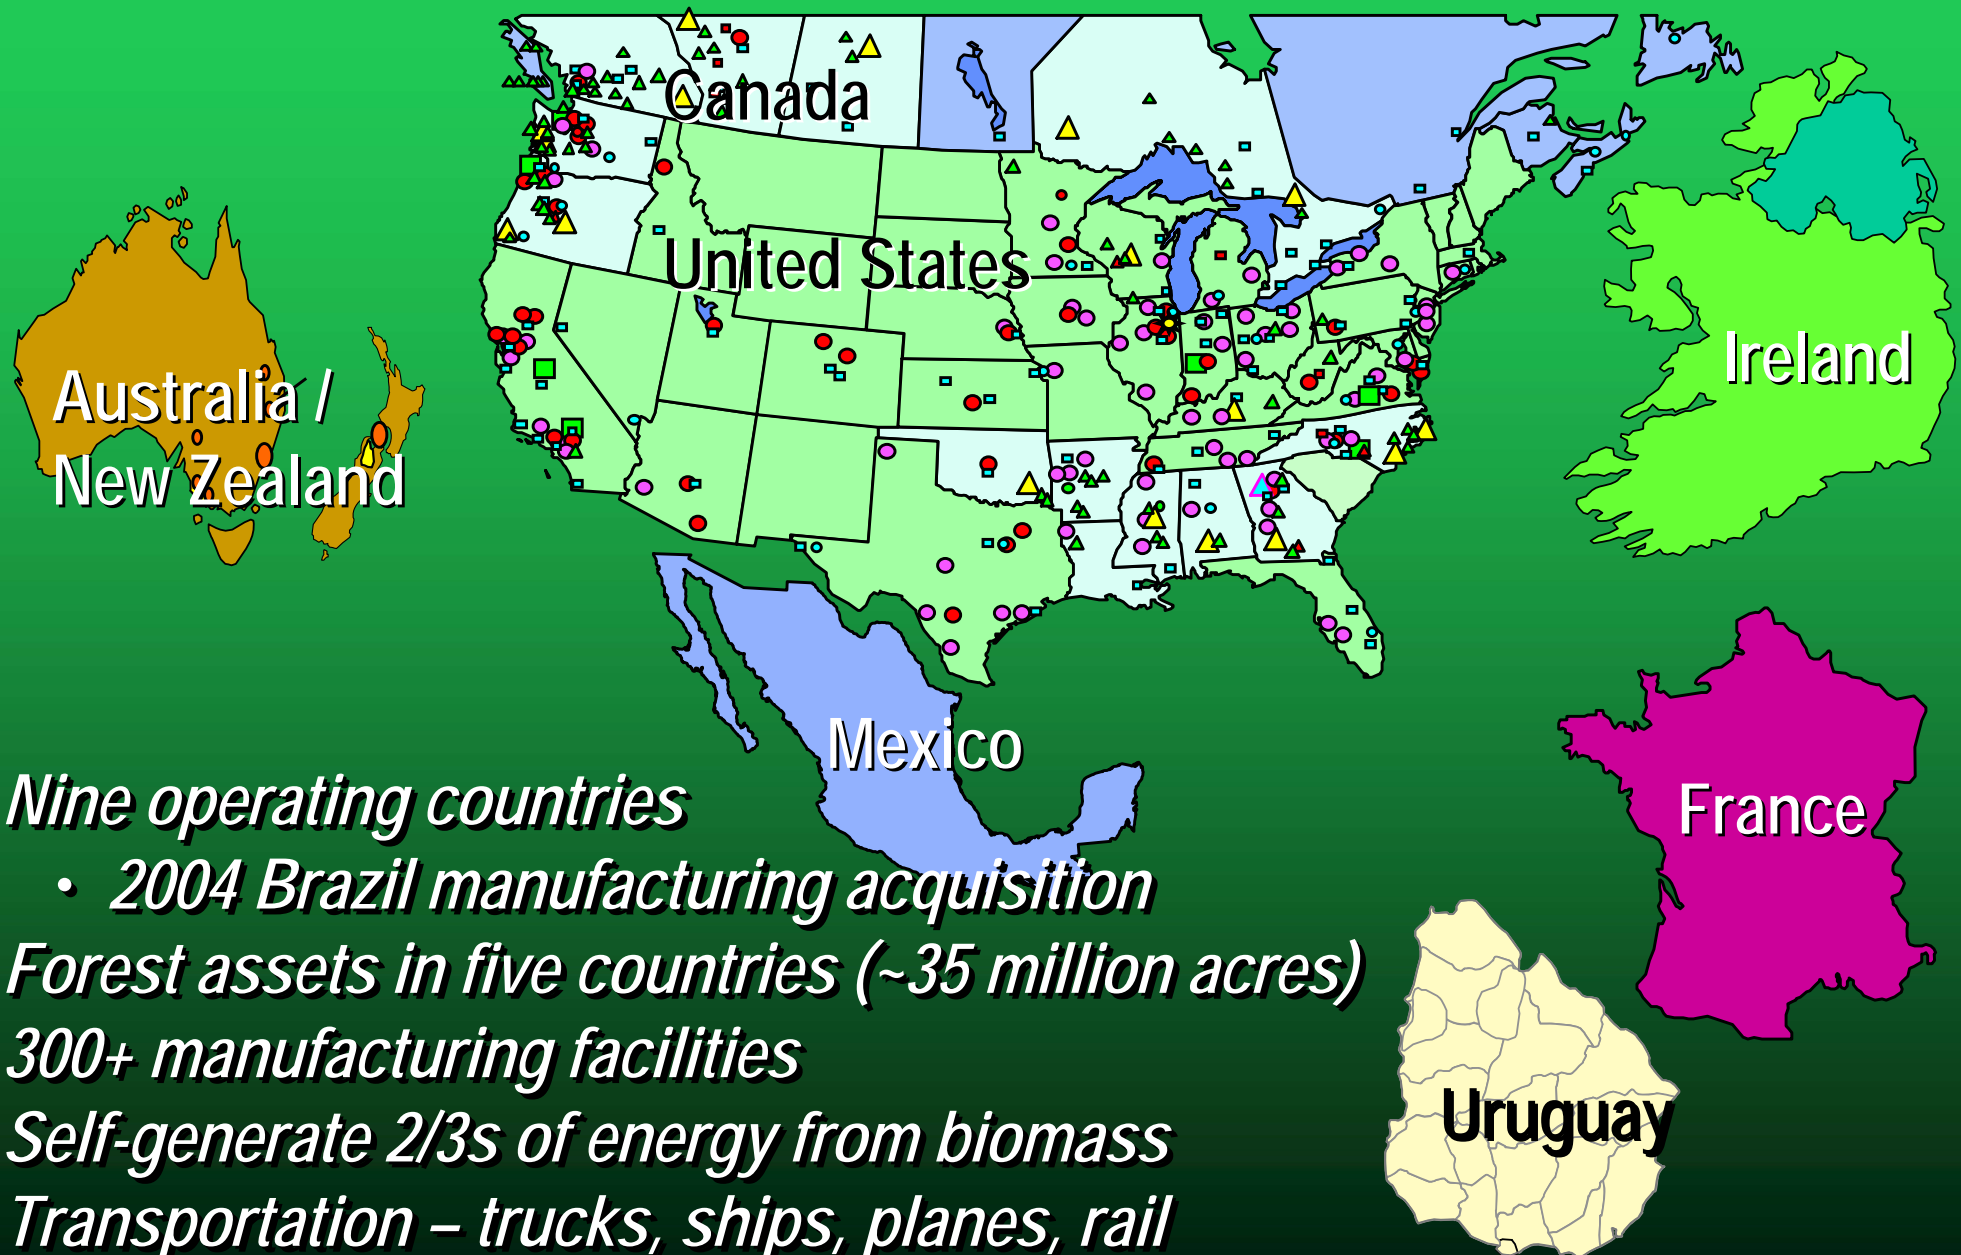 Canada
United States
Australia /
New Zealand
Ireland
Mexico
France
Uruguay
Nine operating countries
• 2004 Brazil manufacturing acquisition
Forest assets in five countries (~35 million acres)
300+ manufacturing facilities
Self-generate 2/3s of energy from biomass
Transportation – trucks, ships, planes, rail